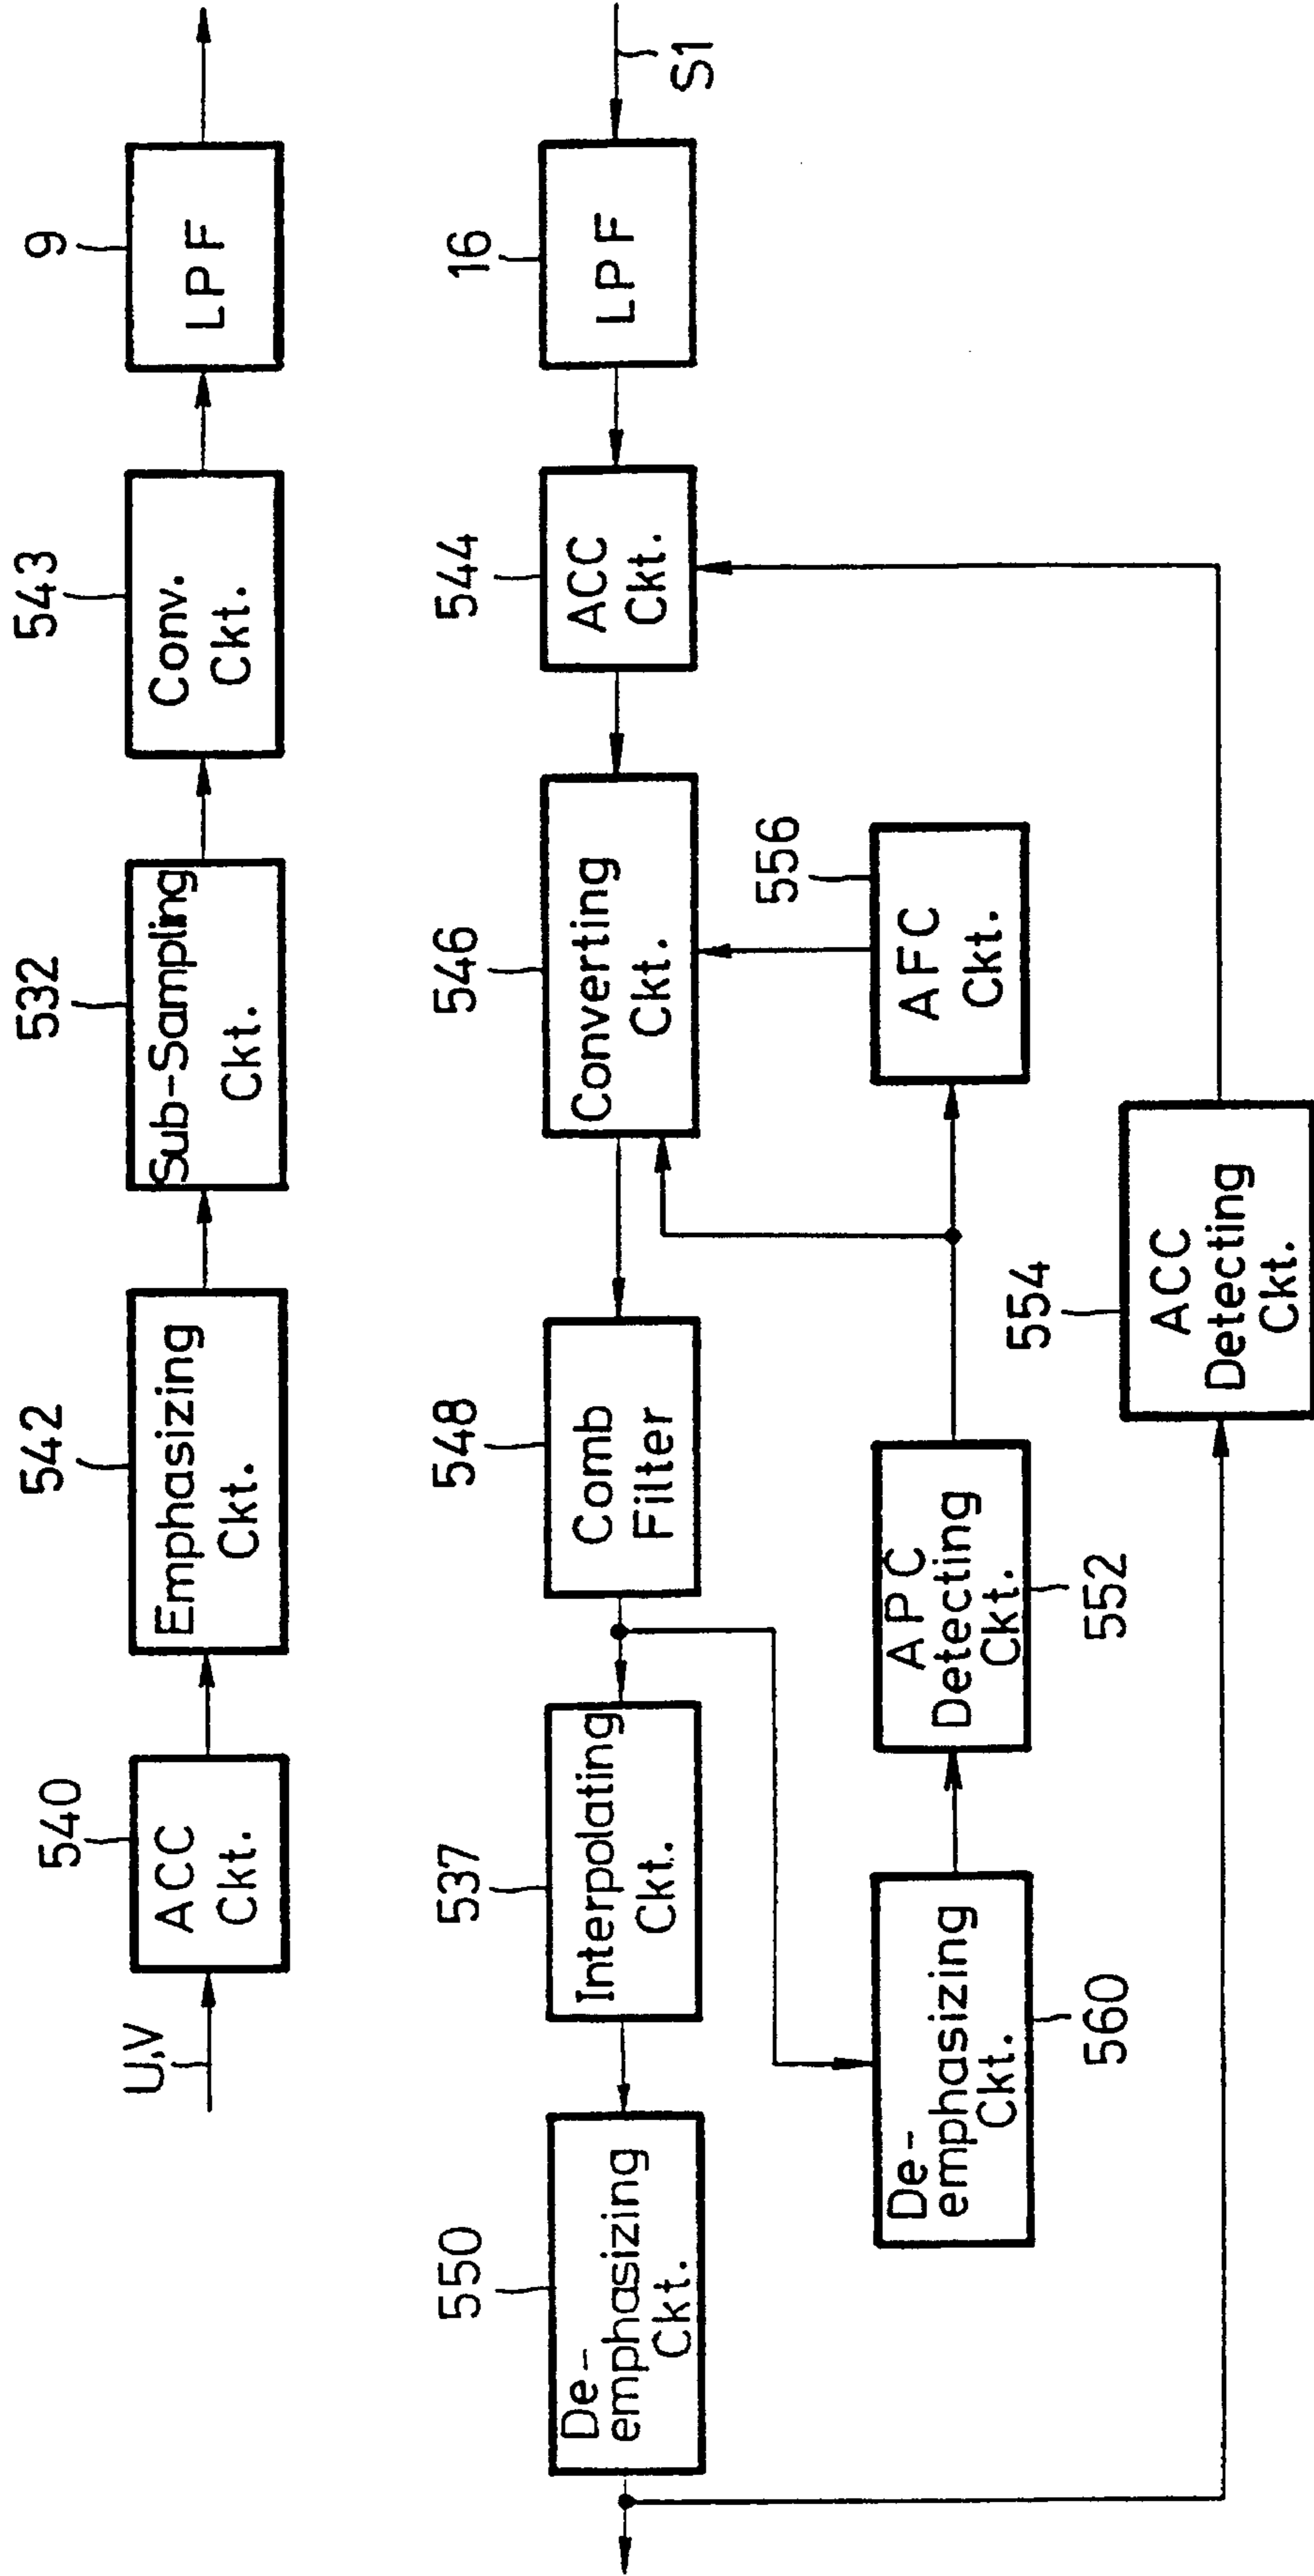 U,V
540
ACC
Ckt.
542
Emphasizing
Ckt.
532
Sub-Sampling
Ckt.
543
Conv.
Ckt.
9
LPF
550
De-
emphasizing
Ckt.
537
Interpolating
Ckt.
548
Comb
Filter
546
Converting
Ckt.
544
ACC
Ckt.
16
LPF
S1
De-
emphasizing
Ckt.
560
APC
Detecting
Ckt.
552
556
AFC
Ckt.
554
ACC
Detecting
Ckt.